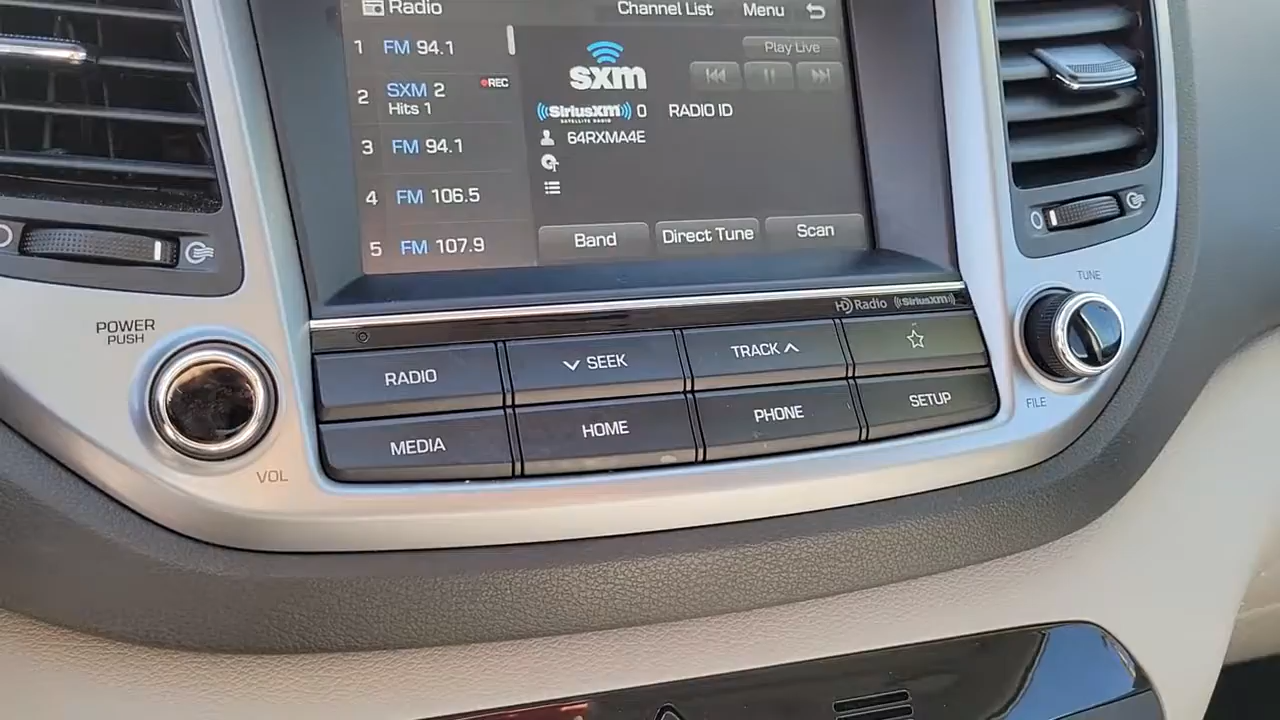 Radio
Channel List
Menu
1 FM 94.1
2 SXM 2
REC
Hits 1
3 FM 94.1
4 FM 106.5
5 FM 107.9
sxm
Play Live
SiriusXM
SATELLITE RADIO
0 RADIO ID
64RXMA4E
Band
Direct Tune
Scan
HD Radio
SiriusXM
POWER
PUSH
VOL
TUNE
FILE
RADIO
SEEK
TRACK
MEDIA
HOME
PHONE
SETUP